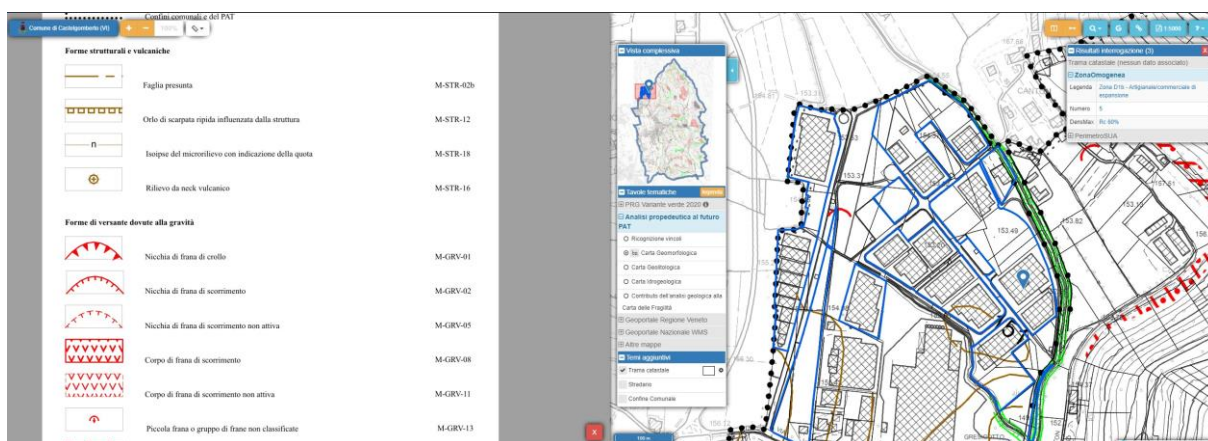 Confini comunali e del PAT
Comune di Castelgomberto (VI)
100%
Forme strutturali e vulcaniche
Faglia presunta M-STR-02b
Orlo di scarpata ripida influenzata dalla struttura M-STR-12
n
Isoipse del microrilievo con indicazione della quota M-STR-18
Rilievo da neck vulcanico M-STR-16
Forme di versante dovute alla gravità
Nicchia di frana di crollo M-GRV-01
Nicchia di frana di scorrimento M-GRV-02
Nicchia di frana di scorrimento non attiva M-GRV-05
Corpo di frana di scorrimento M-GRV-08
Corpo di frana di scorrimento non attiva M-GRV-11
Piccola frana o gruppo di frane non classificate M-GRV-13
X
Vista complessiva
Tavole tematiche
PRG Variante verde 2020
Analisi propedeutica al futuro
PAT
Ricognizione vincoli
Carta Geomorfologica
Carta Geolitologica
Carta Idrogeologica
Contributo dell'analisi geologica alla
Carta delle Fragilità
Geoportale Regione Veneto
Geoportale Nazionale WMS
Altre mappe
Temi aggiuntivi
Trama catastale
Stradario
Confine Comunale
100 m
G
Risultati interrogazione (3)
Trama catastale (nessun dato associato)
ZonaOmogenea
Legenda Zona D1b - Artigianale/commerciale di
espansione
Numero 5
DensMax Rc 60%
PerimetroSUA
153.31
153.49
153.82
151